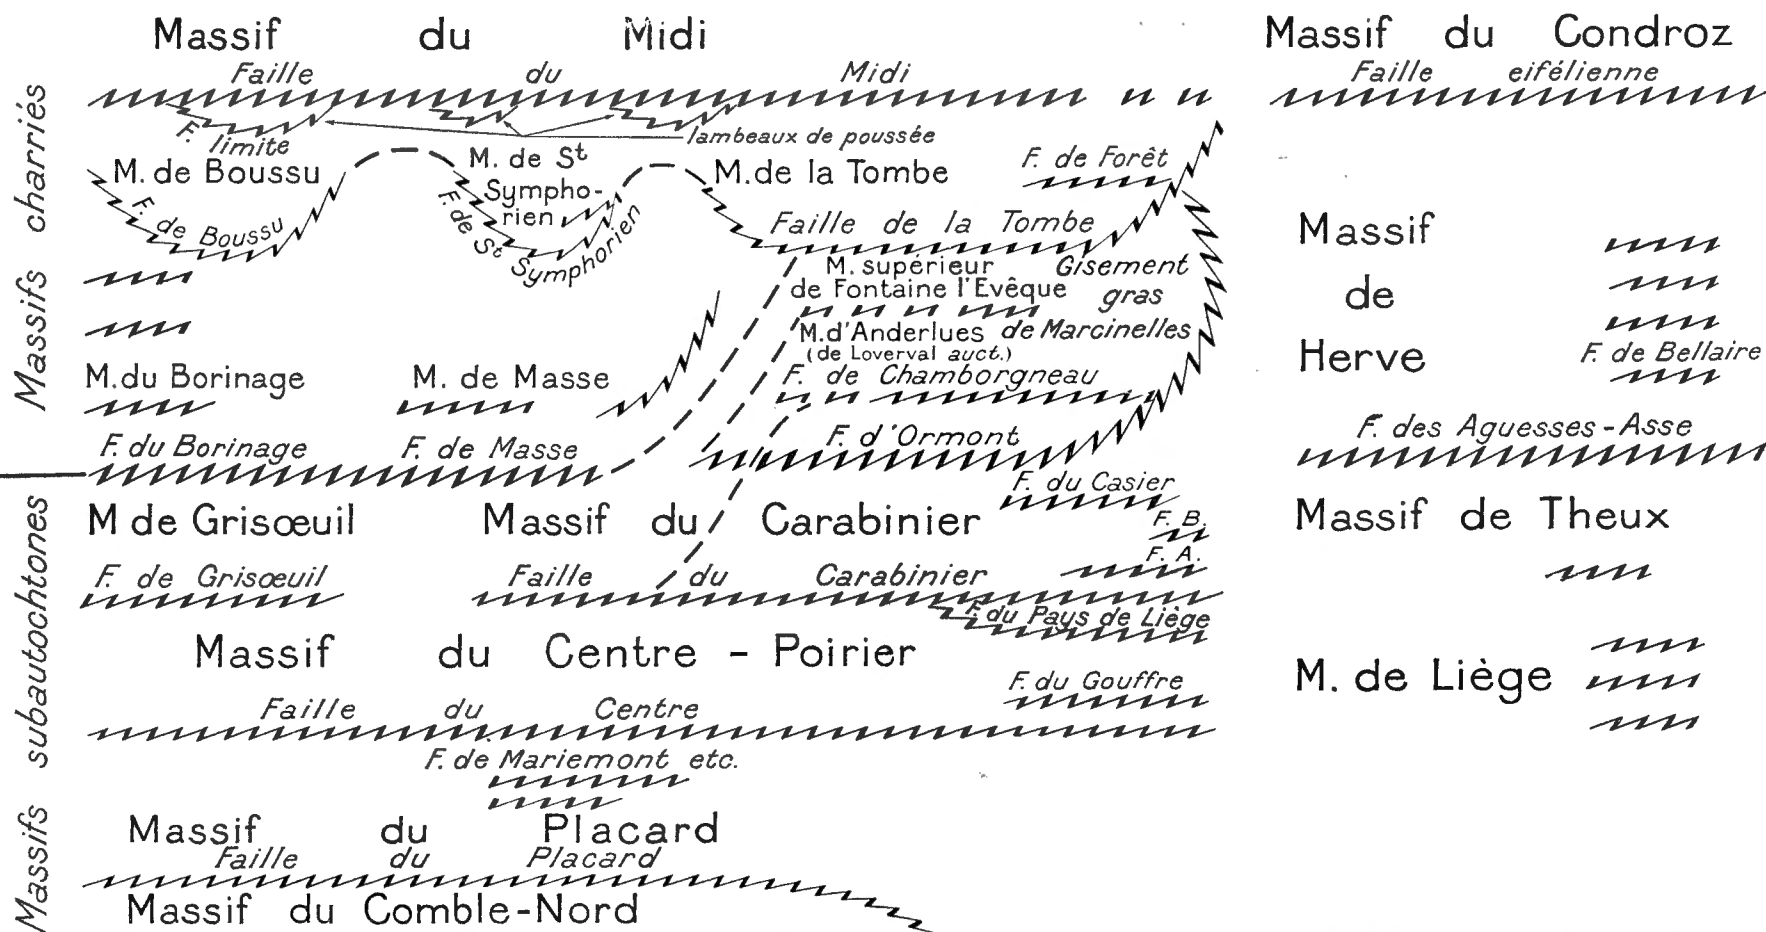 Massif du Midi
Massif du Condroz
Faille du Midi
Faille eifélienne
Massifs charriés
F. limite
lambeaux de poussée
M. de Boussu
F. de Boussu
M. de St
Sympho-
rien
F. de St Symphorien
M. de la Tombe
F. de Forêt
Faille de la Tombe
M. supérieur
de Fontaine l'Evêque
Gisement
gras
de Marcinelles
M. d'Anderlues
(de Loverval auct.)
F. de Chamborgneau
Massif
de
Herve
F. de Bellaire
M. du Borinage
M. de Masse
F. du Borinage
F. de Masse
F. d'Ormont
F. des Aguesses-Asse
Massifs subautochtones
M de Grisœuil
Massif du Carabinier
F. du Casier
F. B.
F. A.
Massif de Theux
F. de Grisœuil
Faille du Carabinier
F. du Pays de Liège
Massif du Centre - Poirier
F. du Gouffre
M. de Liège
Faille du Centre
F. de Mariemont etc.
Massif du Placard
Faille du Placard
Massif du Comble-Nord